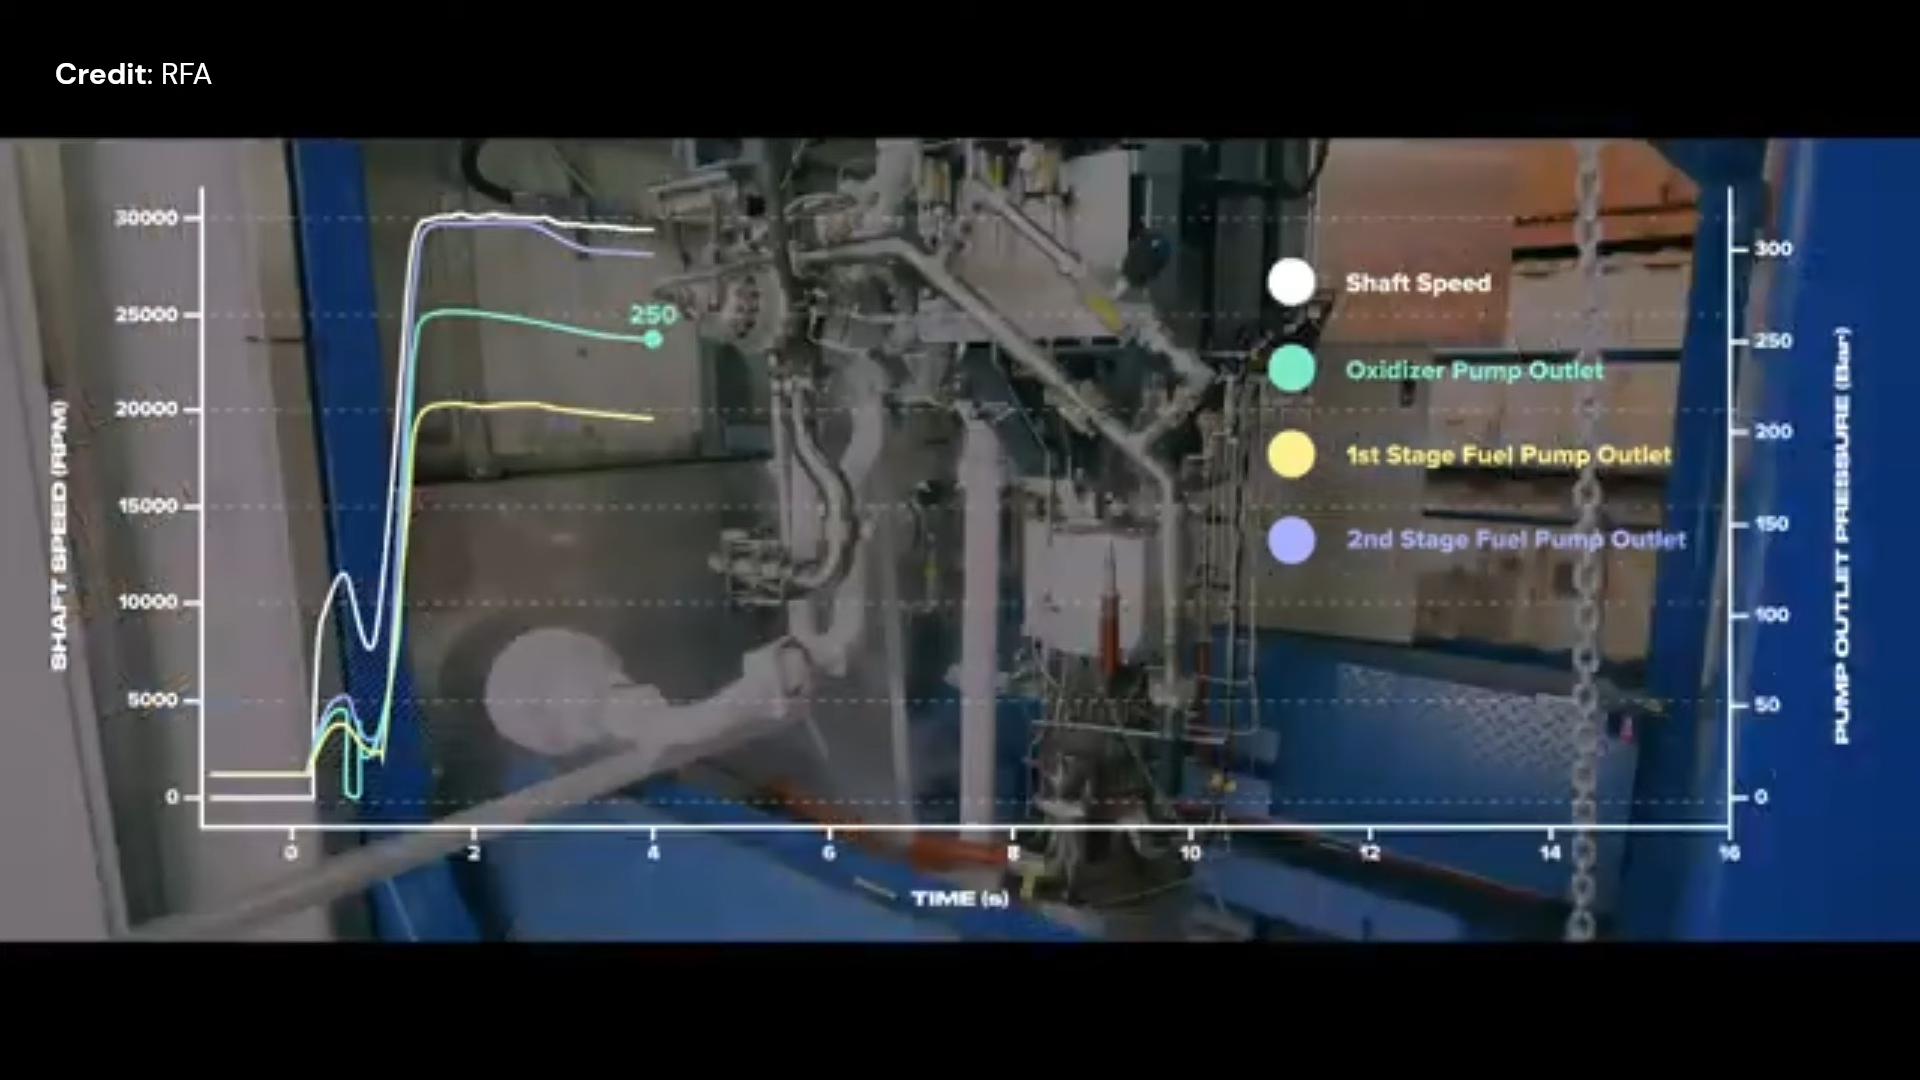 Credit: RFA
SHAFT SPEED (RPM)
30000
25000
20000
15000
10000
5000
0
250
Shaft Speed
Oxidizer Pump Outlet
1st Stage Fuel Pump Outlet
2nd Stage Fuel Pump Outlet
300
250
200
150
100
50
0
PUMP OUTLET PRESSURE (Bar)
0 2 4 6 8 10 12 14 16
TIME (s)